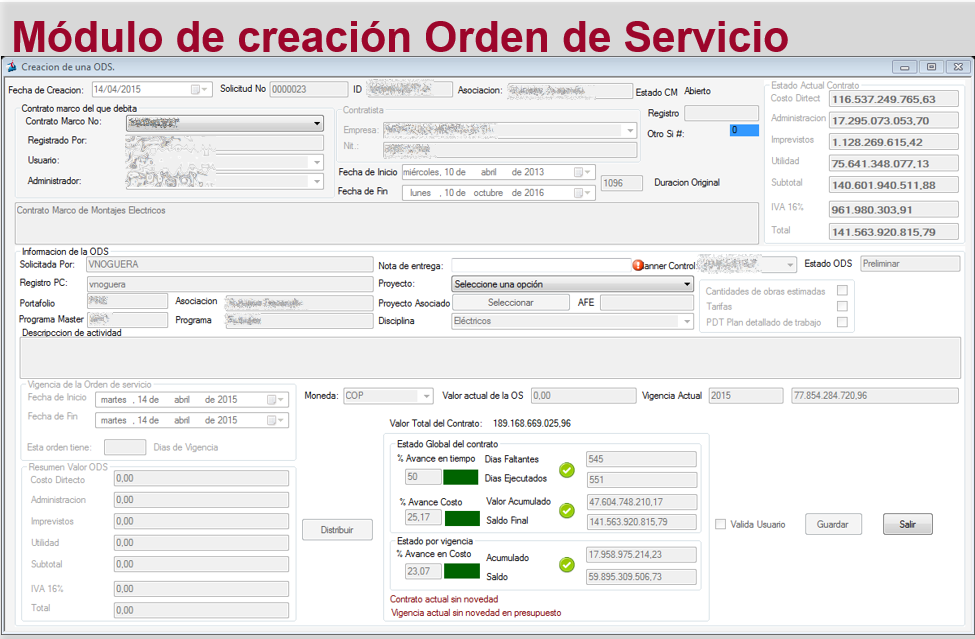 Módulo de creación Orden de Servicio
Creacion de una ODS.
Fecha de Creacion: 14/04/2015 Solicitud No 0000023 ID Asociacion: Estado CM Abierto
Contrato marco del que debita
Contrato Marco No:
Registrado Por:
Usuario:
Administrador:
Contratista
Empresa:
Nit.:
Registro
Otro Si #: 0
Fecha de Inicio miércoles, 10 de abril de 2013
Fecha de Fin lunes , 10 de octubre de 2016
1096 Duracion Original
Estado Actual Contrato
Costo Direct 116.537.249.765,63
Administracion 17.295.073.053,70
Imprevistos 1.128.269.615,42
Utilidad 75.641.348.077,13
Subtotal 140.601.940.511,88
IVA 16% 961.980.303,91
Total 141.563.920.815,79
Contrato Marco de Montajes Electricos
Informacion de la ODS
Solicitada Por: VNOGUERA
Registro PC: vnoguera
Portafolio Asociacion
Programa Master Programa
Nota de entrega: anner Control: Estado ODS Preliminar
Proyecto: Seleccione una opción
Proyecto Asociado Seleccionar AFE
Disciplina Eléctricos
Cantidades de obras estimadas
Tarifas
PDT Plan detallado de trabajo
Descripccion de actividad
Vigencia de la Orden de servicio
Fecha de Inicio martes , 14 de abril de 2015
Fecha de Fin martes , 14 de abril de 2015
Esta orden tiene: Dias de Vigencia
Moneda: COP Valor actual de la OS 0,00 Vigencia Actual 2015 77.854.284.720,96
Valor Total del Contrato: 189.168.669.025,96
Resumen Valor ODS
Costo Dirtecto 0,00
Administracion 0,00
Imprevistos 0,00
Utilidad 0,00
Subtotal 0,00
IVA 16% 0,00
Total 0,00
Distribuir
Estado Global del contrato
% Avance en tiempo Dias Faltantes 545
50 Dias Ejecutados 551
% Avance Costo Valor Acumulado 47.604.748.210,17
25,17 Saldo Final 141.563.920.815,79
Estado por vigencia
% Avance en Costo Acumulado 17.958.975.214,23
23,07 Saldo 59.895.309.506,73
Contrato actual sin novedad
Vigencia actual sin novedad en presupuesto
Valida Usuario Guardar Salir